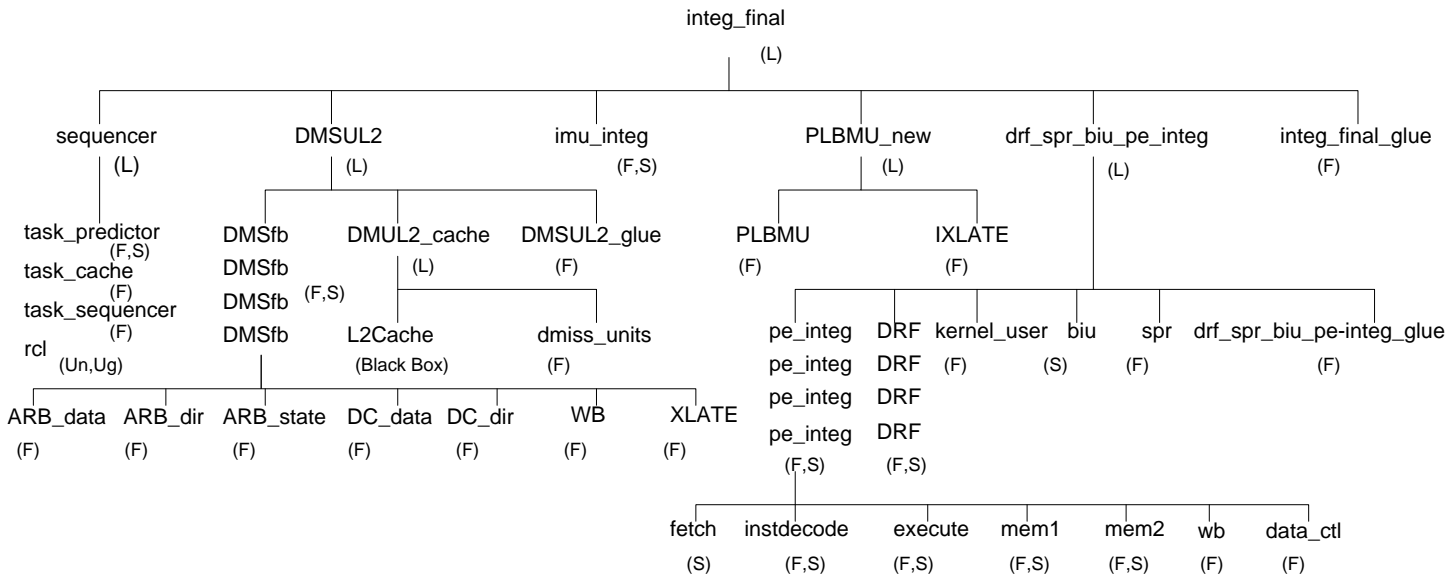 integ_final
(L)
sequencer DMSUL2 imu_integ PLBMU_new drf_spr_biu_pe_integ integ_final_glue
(L) (L) (F,S) (L) (L) (F)
task_predictor DMSfb DMUL2_cache DMSUL2_glue PLBMU IXLATE
(F,S) (L) (F) (F) (F)
task_cache DMSfb
(F) (F,S)
task_sequencer DMSfb
(F)
rcl DMSfb L2Cache dmiss_units pe_integ DRF kernel_user biu spr drf_spr_biu_pe-integ_glue
(Un,Ug) (Black Box) (F) (F) (S) (F) (F)
pe_integ DRF
pe_integ DRF
pe_integ DRF
(F,S) (F,S)
ARB_data ARB_dir ARB_state DC_data DC_dir WB XLATE
(F) (F) (F) (F) (F) (F) (F)
fetch instdecode execute mem1 mem2 wb data_ctl
(S) (F,S) (F,S) (F,S) (F,S) (F) (F)